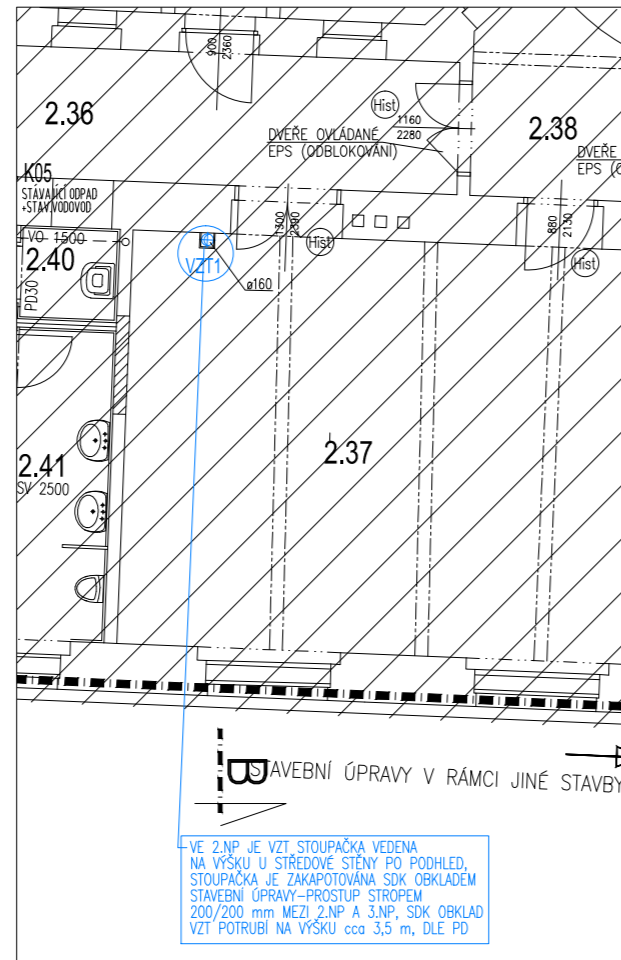 900
2360
2.36
Hist
1160
2280
DVEŘE OVLÁDANÉ
EPS (ODBLOKOVÁNÍ)
2.38
DVEŘE
EPS (
K05
STÁVAJÍCÍ ODPAD
+STAV.VODOVOD
VO 1500
2.40
PD30
VZT1
ø160
1300
Hist
880
2130
Hist
2.37
2.41
SV 2500
B
STAVEBNÍ ÚPRAVY V RÁMCI JINÉ STAVBY
VE 2.NP JE VZT STOUPAČKA VEDENA
NA VÝŠKU U STŘEDOVÉ STĚNY PO PODHLED,
STOUPAČKA JE ZAKAPOTOVÁNA SDK OBKLADEM
STAVEBNÍ ÚPRAVY-PROSTUP STROPEM
200/200 mm MEZI 2.NP A 3.NP, SDK OBKLAD
VZT POTRUBÍ NA VÝŠKU cca 3,5 m, DLE PD